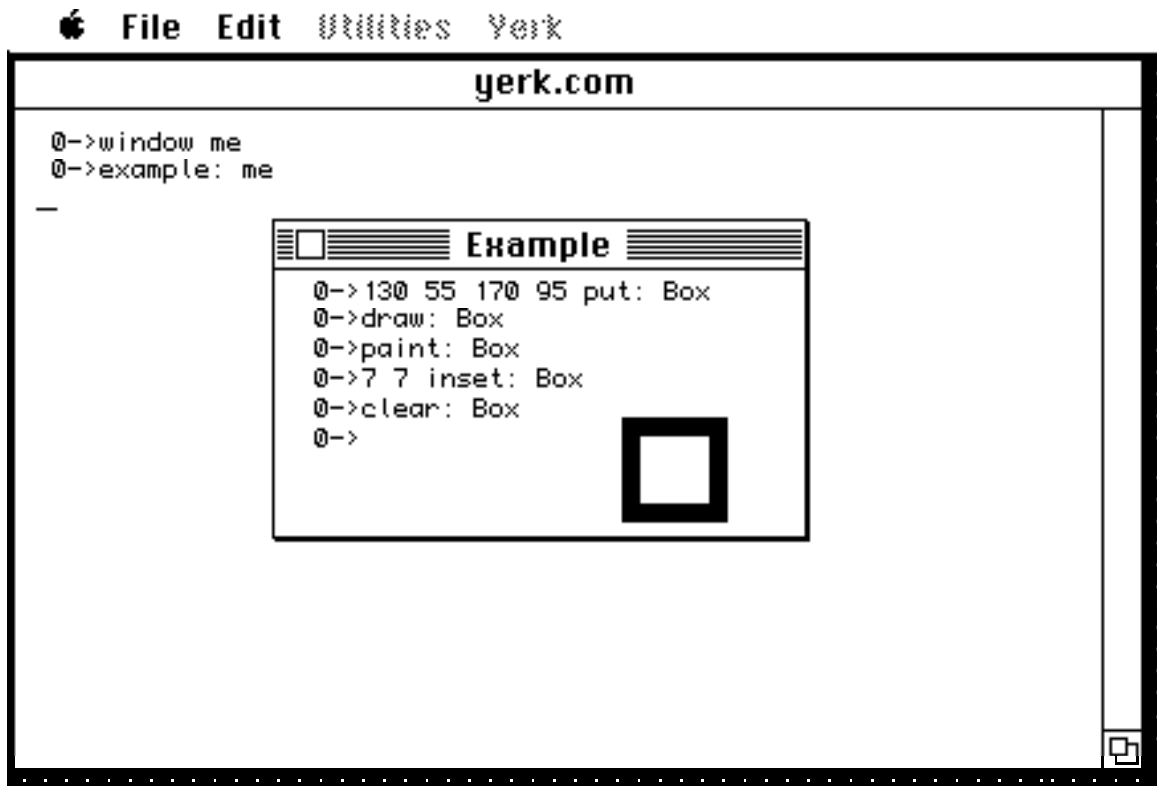 File Edit Utilities Yerk
yerk.com
0->window me
0->example: me
Example
0->130 55 170 95 put: Box
0->draw: Box
0->paint: Box
0->7 7 inset: Box
0->clear: Box
0->